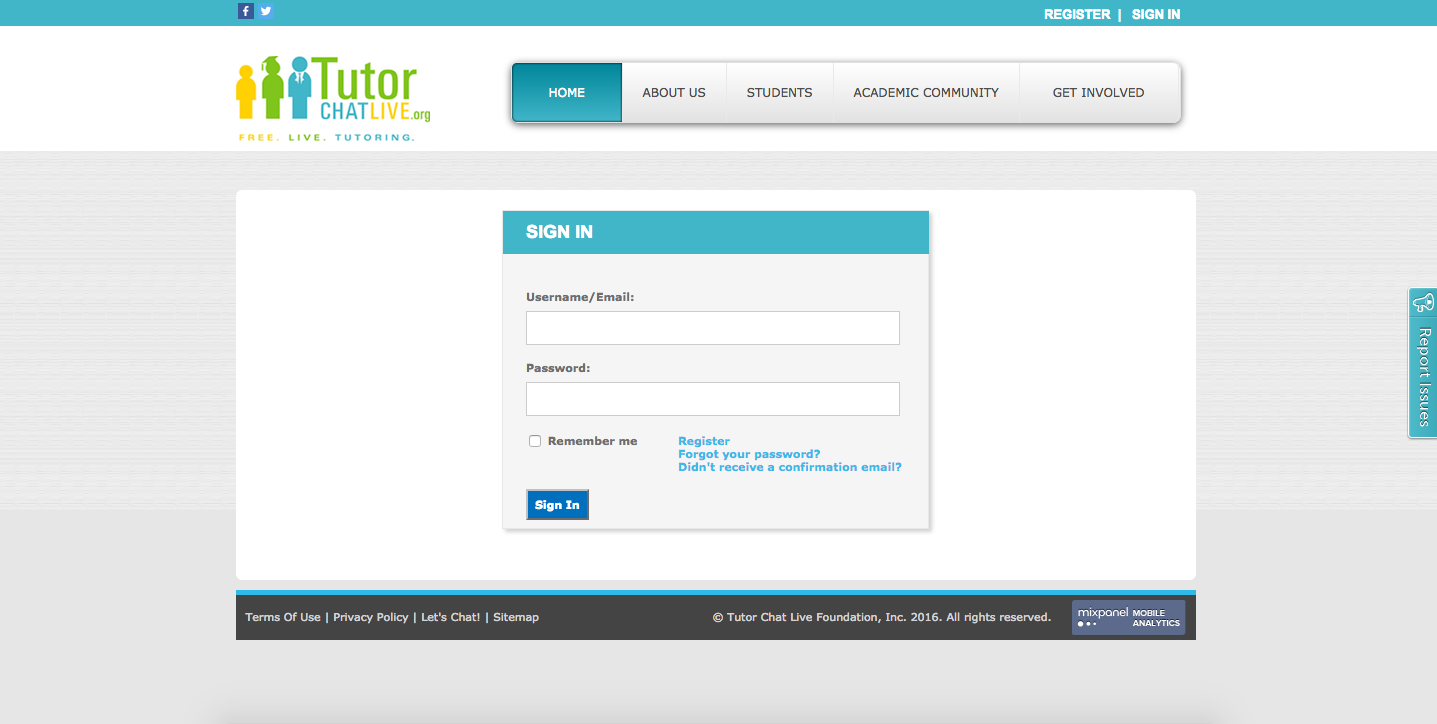 REGISTER | SIGN IN
Tutor
CHATLIVE.org
FREE. LIVE. TUTORING.
HOME ABOUT US STUDENTS ACADEMIC COMMUNITY GET INVOLVED
SIGN IN
Username/Email:
Password:
Remember me
Register
Forgot your password?
Didn't receive a confirmation email?
Sign In
Report Issues
Terms Of Use | Privacy Policy | Let's Chat! | Sitemap
© Tutor Chat Live Foundation, Inc. 2016. All rights reserved.
mixpanel MOBILE
ANALYTICS